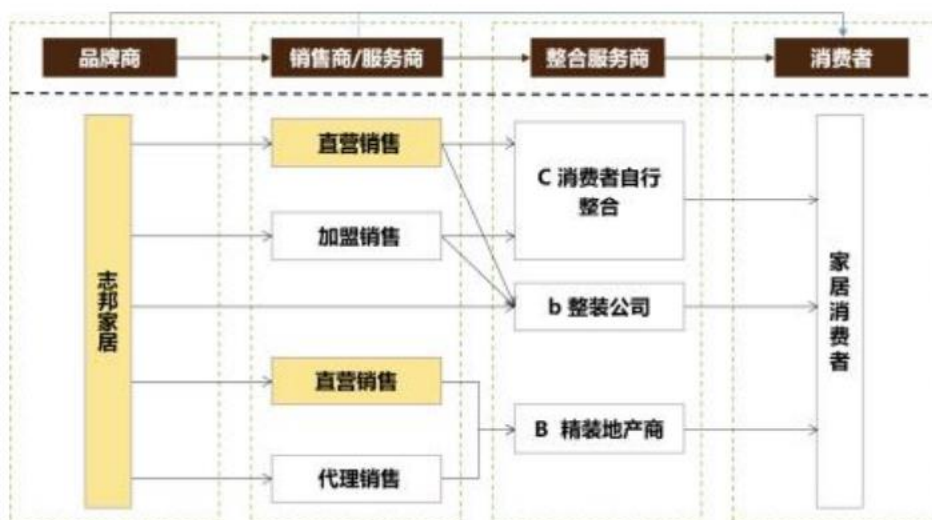 品牌商
销售商/服务商
整合服务商
消费者
志邦家居
直营销售
加盟销售
直营销售
代理销售
C 消费者自行
整合
b 整装公司
B 精装地产商
家居消费者